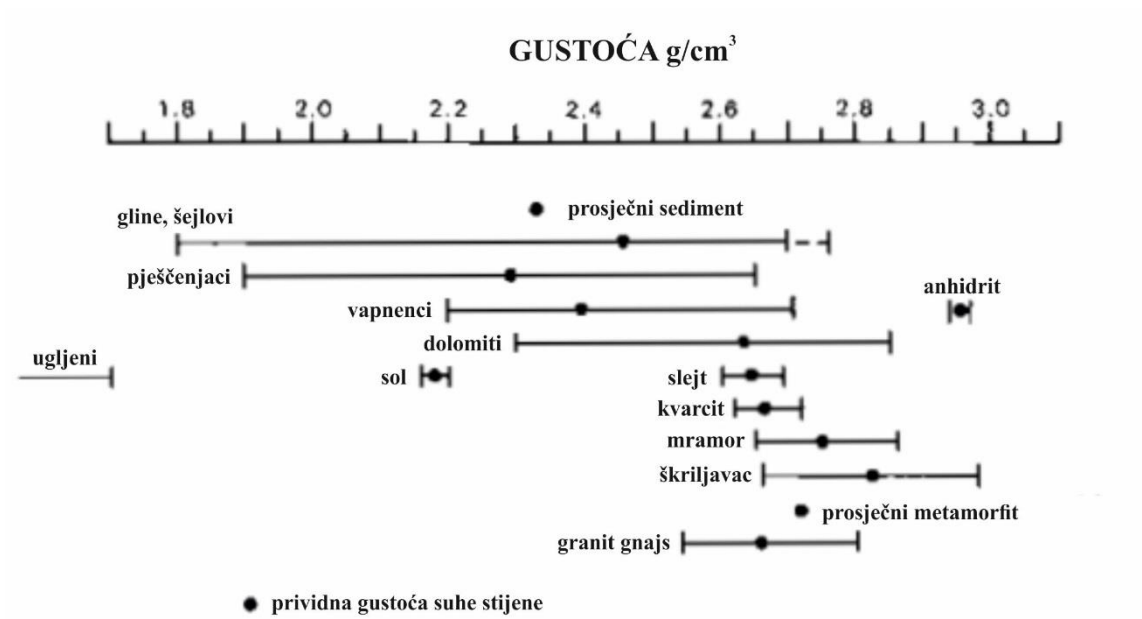 GUSTOĆA g/cm³
1.8 2.0 2.2 2.4 2.6 2.8 3.0
prosječni sediment
gline, šejlovi
pješčenjaci
anhidrit
vapnenci
dolomiti
ugljeni
sol
slejt
kvarcit
mramor
škriljavac
prosječni metamorfit
granit gnajs
prividna gustoća suhe stijene